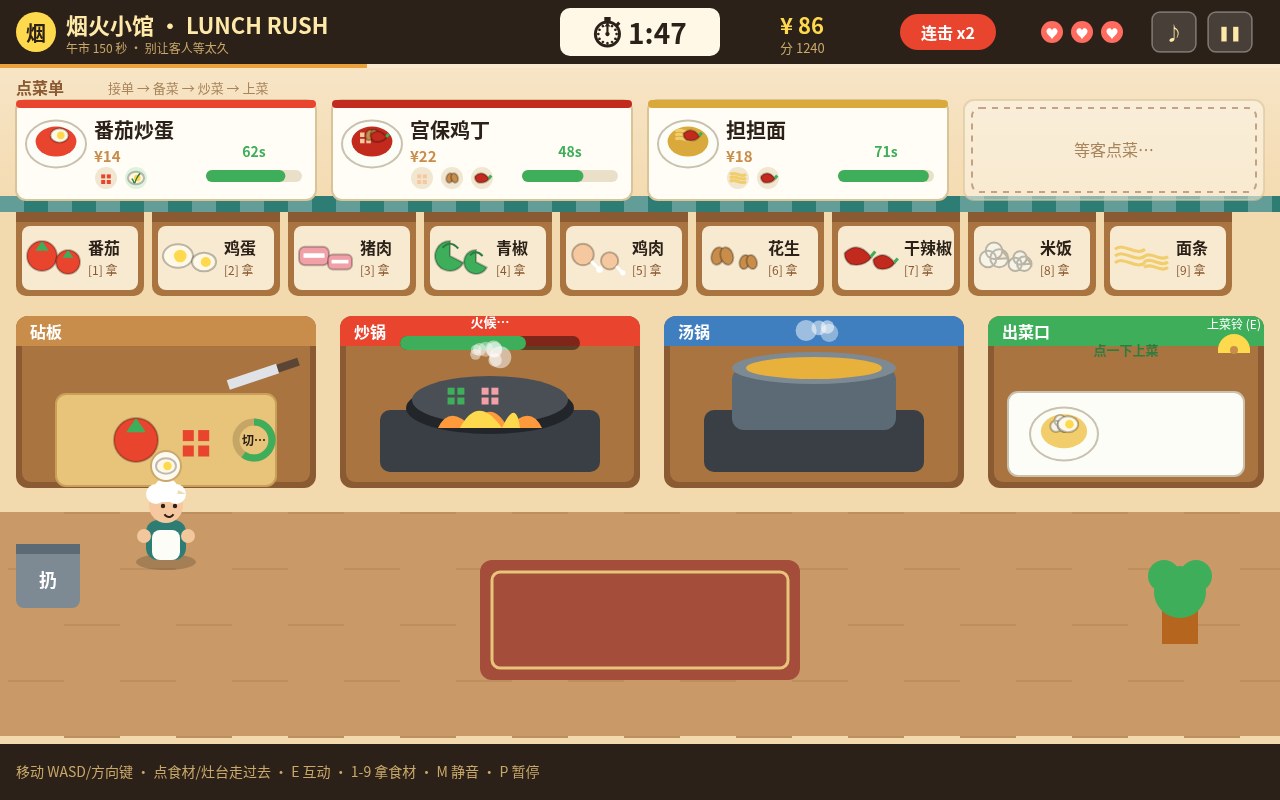 烟
烟火小馆 · LUNCH RUSH
午市 150 秒 · 别让客人等太久
1:47
¥ 86
分 1240
连击 x2
点菜单
接单 → 备菜 → 炒菜 → 上菜
番茄炒蛋
¥14
62s
宫保鸡丁
¥22
48s
担担面
¥18
71s
等客点菜…
番茄
[1] 拿
鸡蛋
[2] 拿
猪肉
[3] 拿
青椒
[4] 拿
鸡肉
[5] 拿
花生
[6] 拿
干辣椒
[7] 拿
米饭
[8] 拿
面条
[9] 拿
砧板
切…
炒锅
火候…
汤锅
出菜口
上菜铃 (E)
点一下上菜
扔
移动 WASD/方向键 · 点食材/灶台走过去 · E 互动 · 1-9 拿食材 · M 静音 · P 暂停